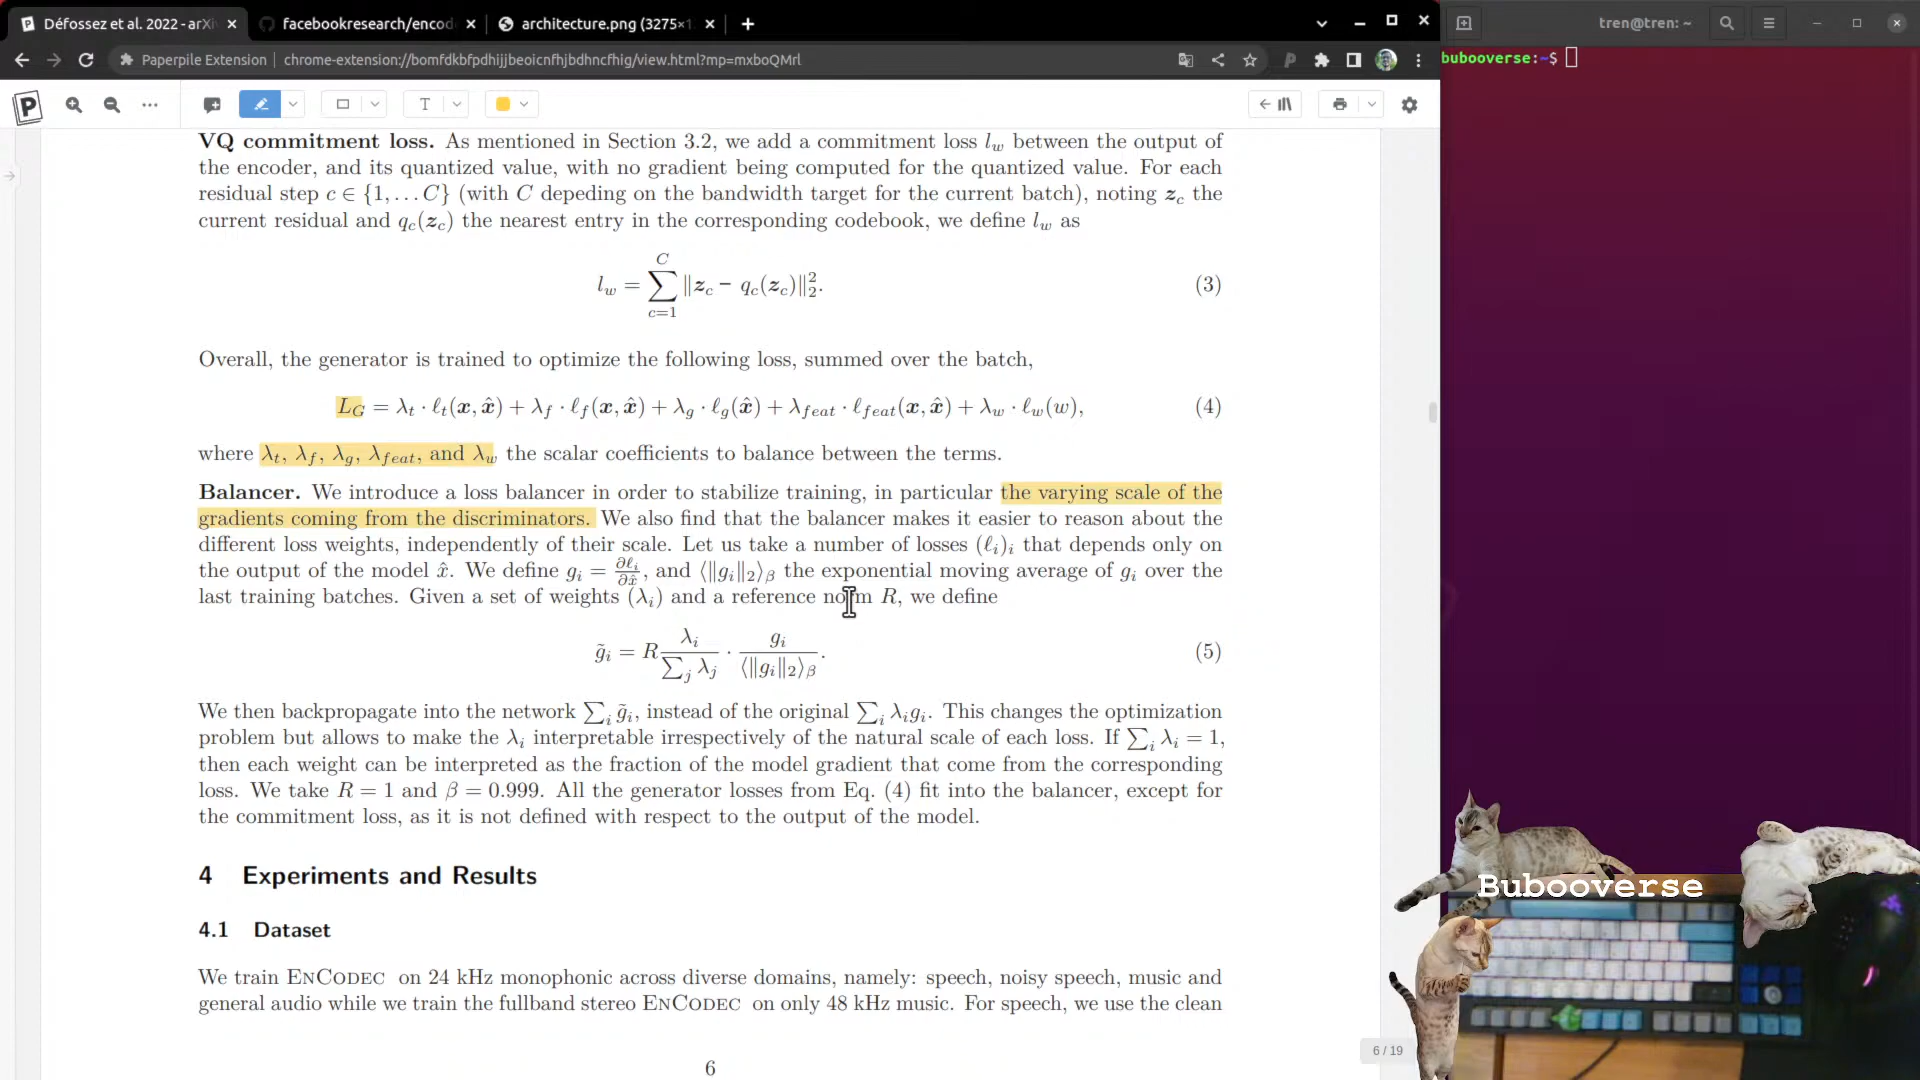 Défossez et al. 2022 - arXi
facebookresearch/encod
architecture.png (3275×1
tren@tren: ~
Paperpile Extension
chrome-extension://bomfdkbfpdhijjbeoicnfhjbdhncfhig/view.html?mp=mxboQMrl
bubooverse:~$
VQ commitment loss. As mentioned in Section 3.2, we add a commitment loss l_w between the output of
the encoder, and its quantized value, with no gradient being computed for the quantized value. For each
residual step c ∈ {1, . . . C} (with C depeding on the bandwidth target for the current batch), noting z_c the
current residual and q_c(z_c) the nearest entry in the corresponding codebook, we define l_w as
l_w = ∑_{c=1}^{C} ‖z_c − q_c(z_c)‖_2^2. (3)
Overall, the generator is trained to optimize the following loss, summed over the batch,
L_G = λ_t · ℓ_t(x, x̂) + λ_f · ℓ_f(x, x̂) + λ_g · ℓ_g(x̂) + λ_feat · ℓ_feat(x, x̂) + λ_w · ℓ_w(w), (4)
where λ_t, λ_f, λ_g, λ_feat, and λ_w the scalar coefficients to balance between the terms.
Balancer. We introduce a loss balancer in order to stabilize training, in particular the varying scale of the
gradients coming from the discriminators. We also find that the balancer makes it easier to reason about the
different loss weights, independently of their scale. Let us take a number of losses (ℓ_i)_i that depends only on
the output of the model x̂. We define g_i = ∂ℓ_i/∂x̂, and ⟨‖g_i‖_2⟩_β the exponential moving average of g_i over the
last training batches. Given a set of weights (λ_i) and a reference norm R, we define
g̃_i = R λ_i/∑_j λ_j · g_i/⟨‖g_i‖_2⟩_β. (5)
We then backpropagate into the network ∑_i g̃_i, instead of the original ∑_i λ_i g_i. This changes the optimization
problem but allows to make the λ_i interpretable irrespectively of the natural scale of each loss. If ∑_i λ_i = 1,
then each weight can be interpreted as the fraction of the model gradient that come from the corresponding
loss. We take R = 1 and β = 0.999. All the generator losses from Eq. (4) fit into the balancer, except for
the commitment loss, as it is not defined with respect to the output of the model.
4 Experiments and Results
4.1 Dataset
We train EnCodec on 24 kHz monophonic across diverse domains, namely: speech, noisy speech, music and
general audio while we train the fullband stereo EnCodec on only 48 kHz music. For speech, we use the clean
6
6 / 19
Bubooverse